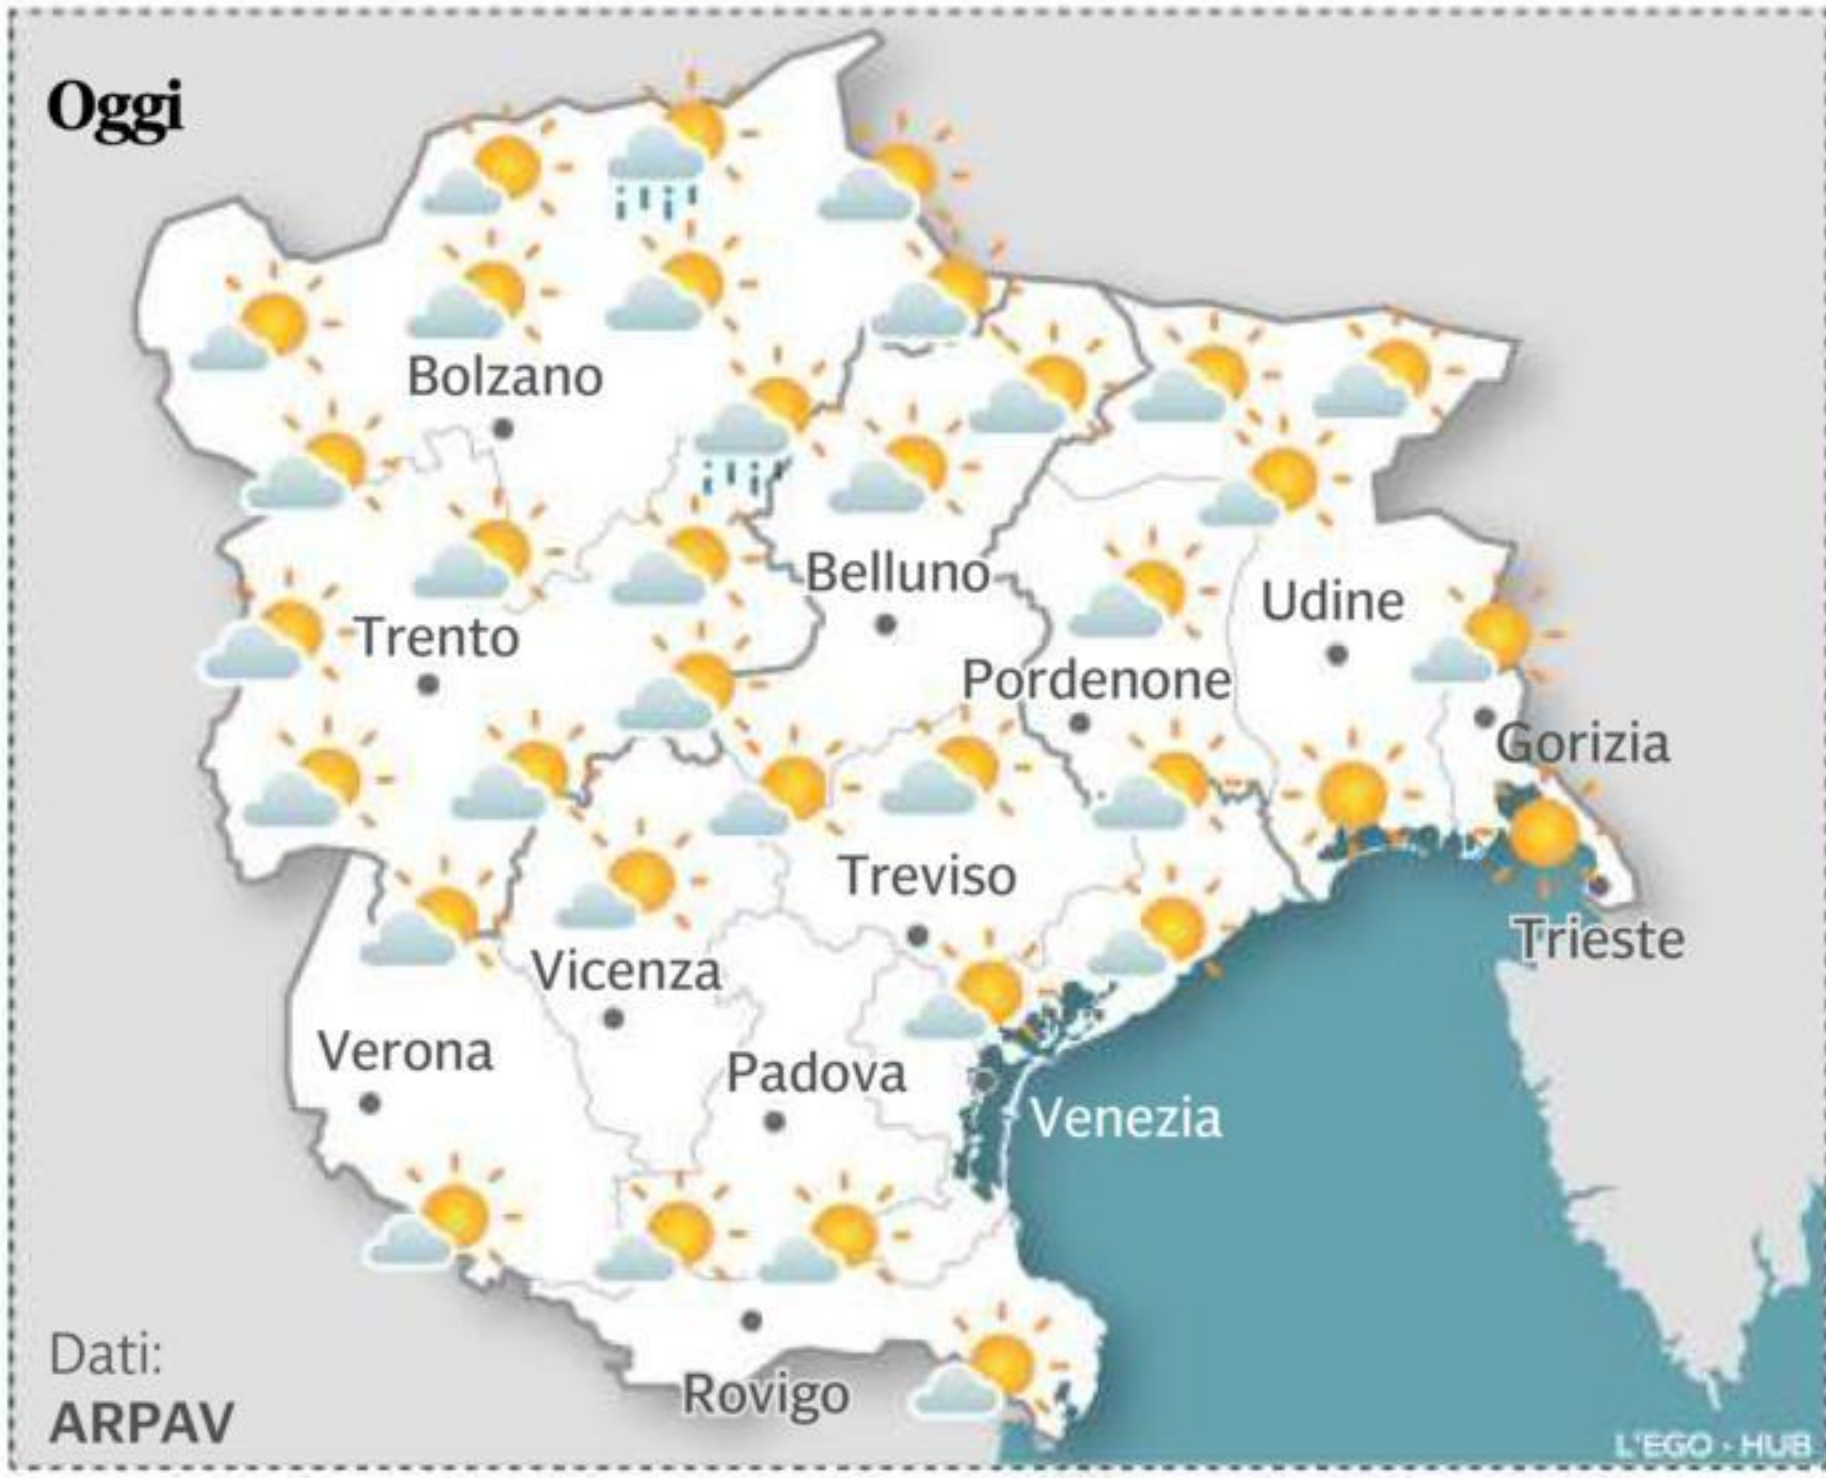 Oggi
Bolzano
Belluno
Udine
Trento
Pordenone
Gorizia
Treviso
Trieste
Vicenza
Verona
Padova
Venezia
Dati:
ARPAV
Rovigo
L'EGO - HUB